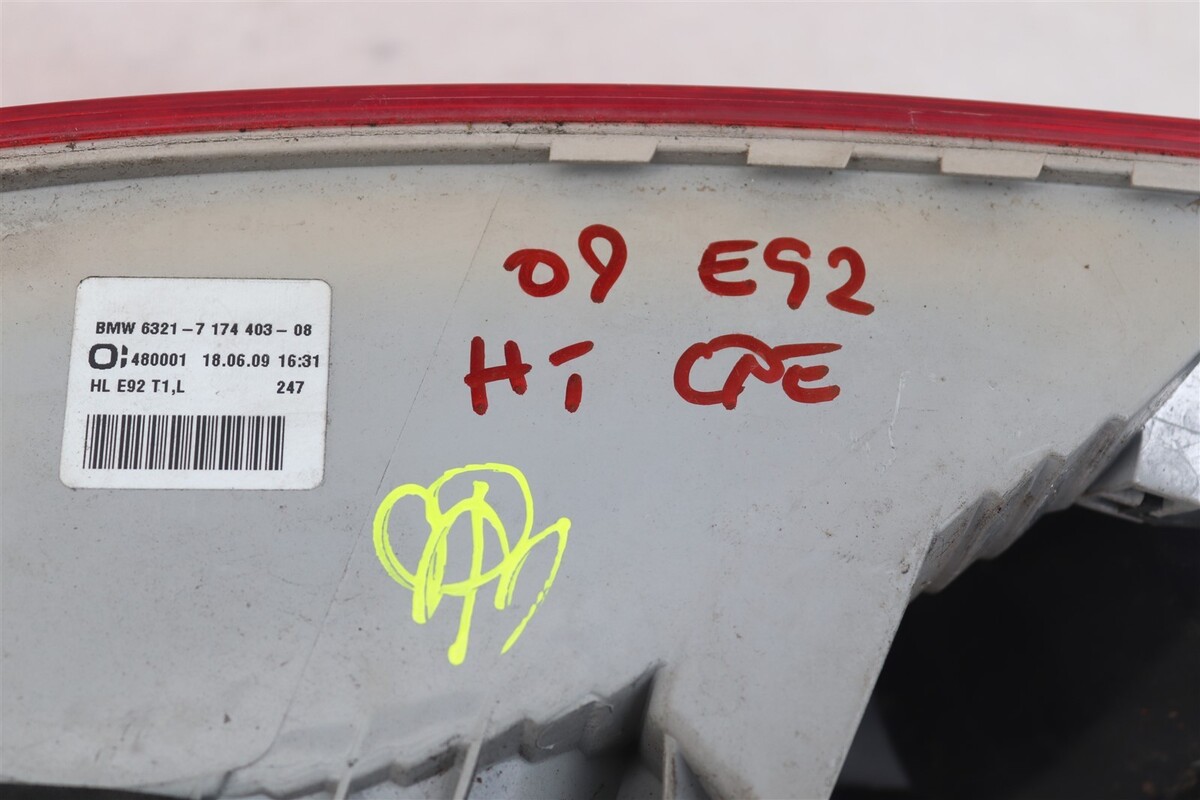 BMW 6321-7 174 403-08
480001 18.06.09 16:31
HL E92 T1,L 247
09 E92
HT CPE